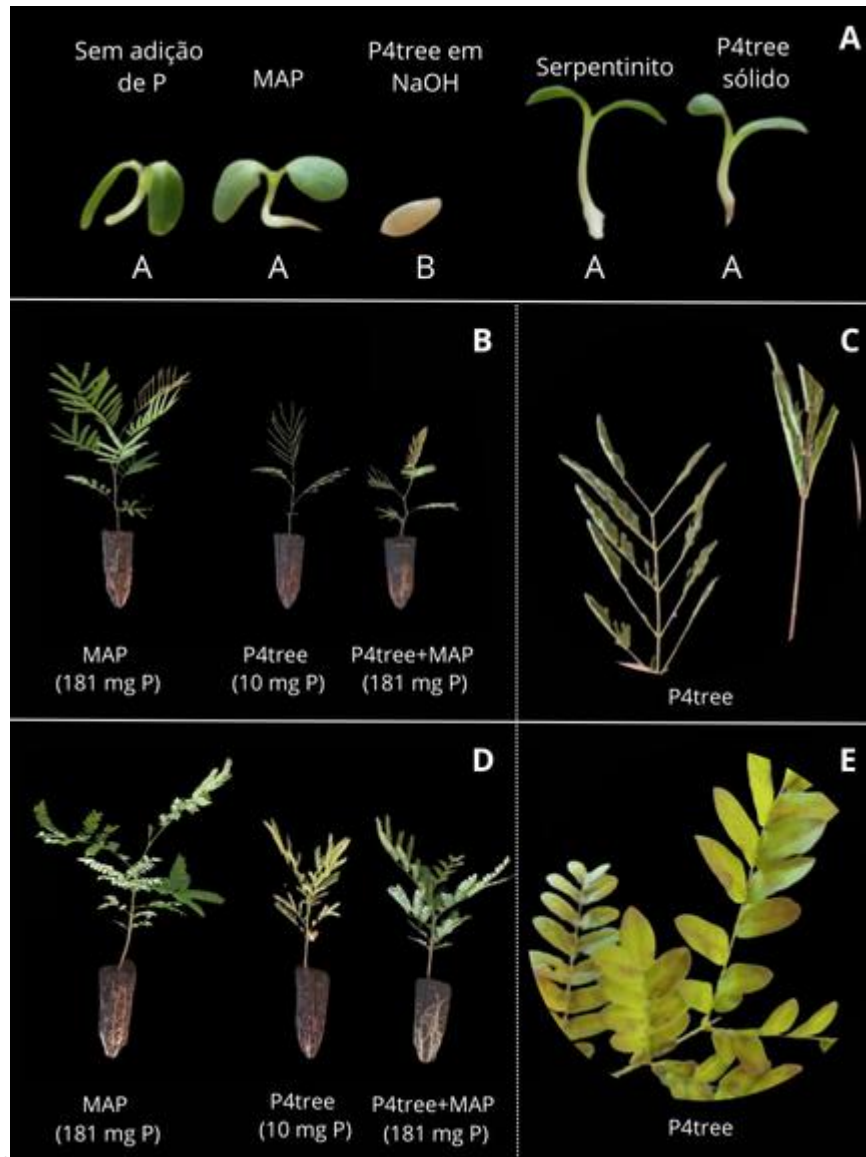 Sem adição
de P
MAP
P4tree em
NaOH
Serpentinito
P4tree
sólido
A
A
A
B
A
A
B
MAP
(181 mg P)
P4tree
(10 mg P)
P4tree+MAP
(181 mg P)
C
P4tree
D
MAP
(181 mg P)
P4tree
(10 mg P)
P4tree+MAP
(181 mg P)
E
P4tree